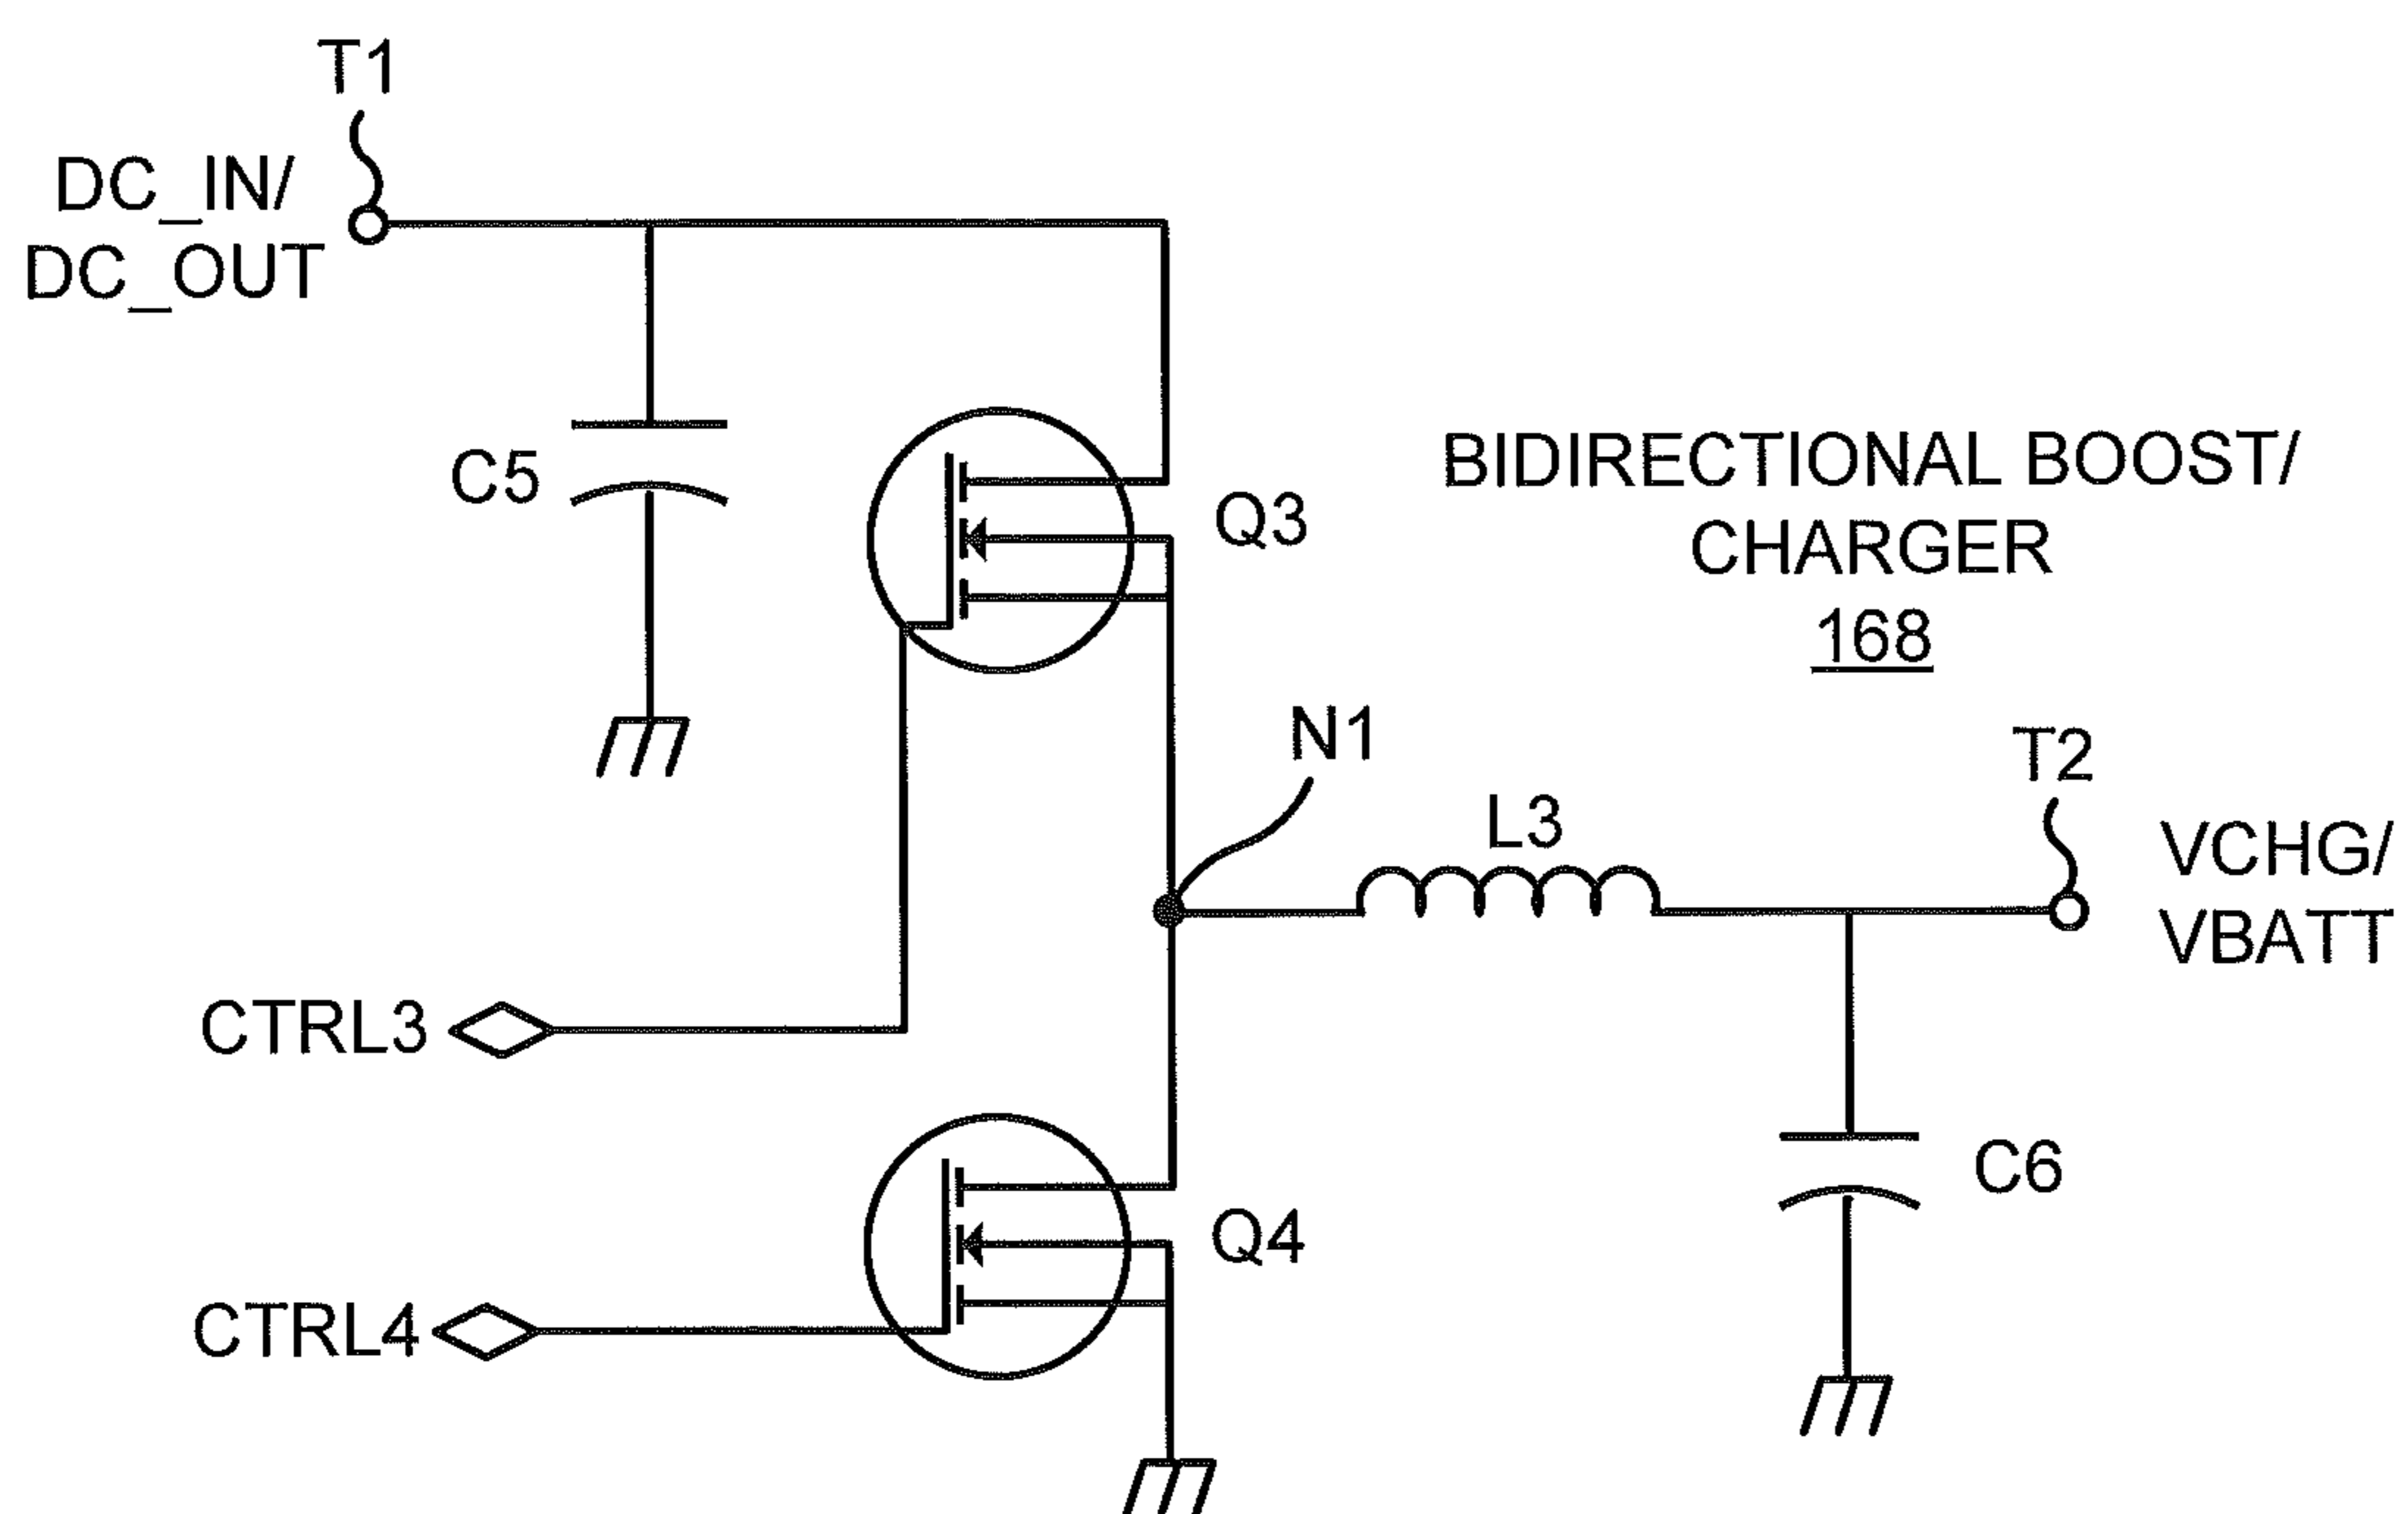 T1
DC_IN/
DC_OUT
C5
Q3
BIDIRECTIONAL BOOST/
CHARGER
168
N1
L3
T2
VCHG/
VBATT
CTRL3
C6
Q4
CTRL4